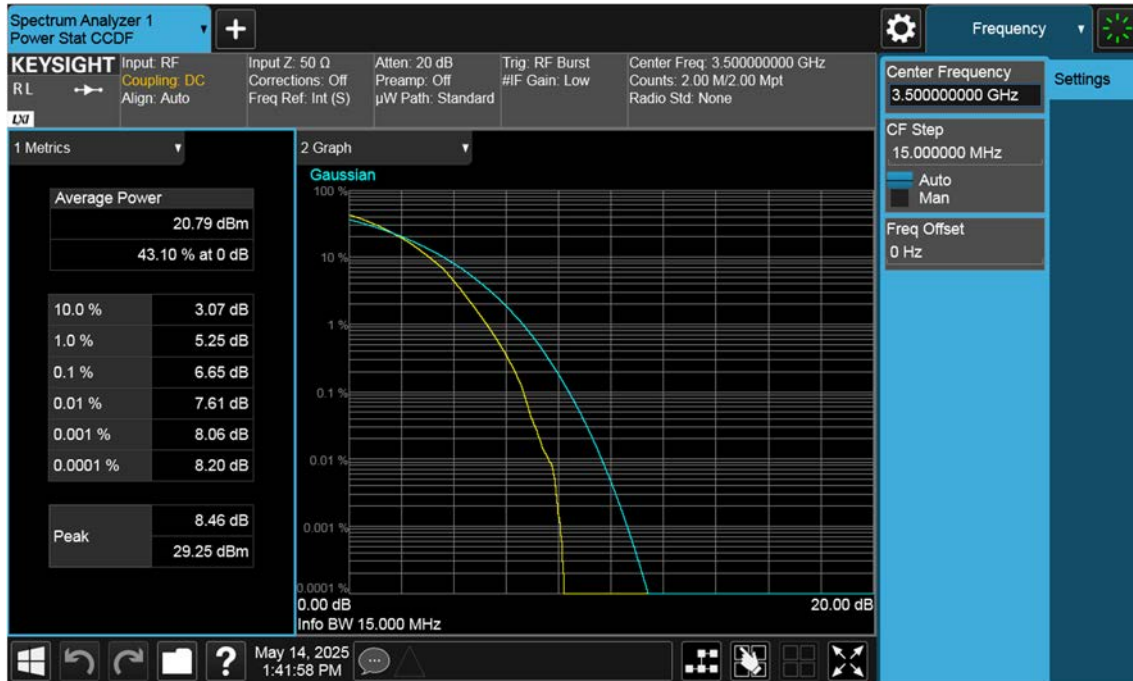 Spectrum Analyzer 1
Power Stat CCDF
Frequency
KEYSIGHT
RL
LXI
Input: RF
Coupling: DC
Align: Auto
Input Z: 50 Ω
Corrections: Off
Freq Ref: Int (S)
Atten: 20 dB
Preamp: Off
µW Path: Standard
Trig: RF Burst
#IF Gain: Low
Center Freq: 3.500000000 GHz
Counts: 2.00 M/2.00 Mpt
Radio Std: None
Center Frequency
3.500000000 GHz
Settings
CF Step
15.000000 MHz
Auto
Man
Freq Offset
0 Hz
1 Metrics
Average Power
20.79 dBm
43.10 % at 0 dB
10.0 % 3.07 dB
1.0 % 5.25 dB
0.1 % 6.65 dB
0.01 % 7.61 dB
0.001 % 8.06 dB
0.0001 % 8.20 dB
Peak
8.46 dB
29.25 dBm
2 Graph
Gaussian
100 %
10 %
1 %
0.1 %
0.01 %
0.001 %
0.0001 %
0.00 dB 20.00 dB
Info BW 15.000 MHz
?
May 14, 2025
1:41:58 PM